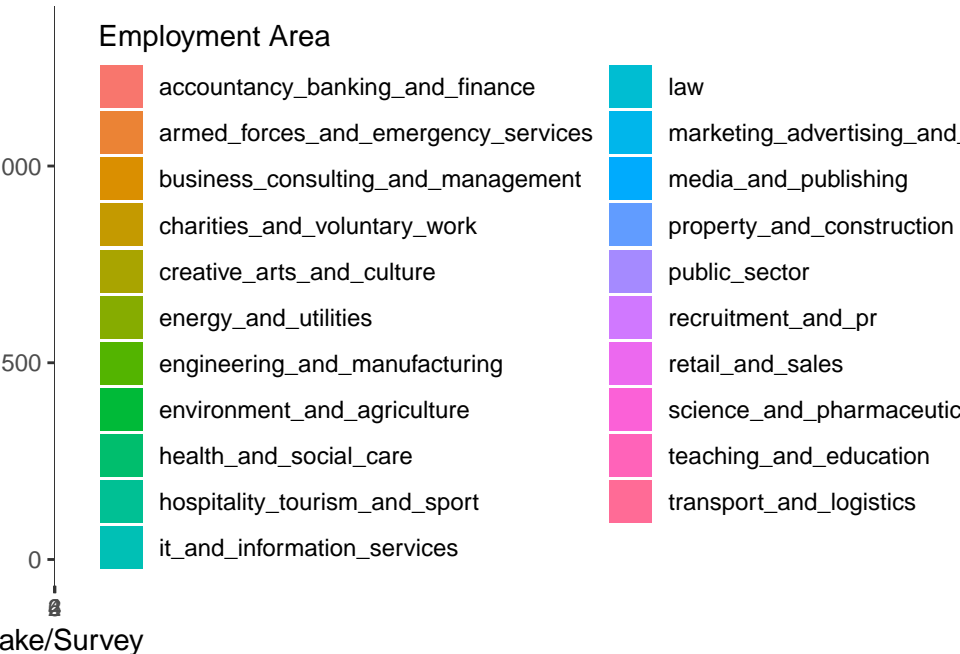 Employment Area
accountancy_banking_and_finance
armed_forces_and_emergency_services
business_consulting_and_management
charities_and_voluntary_work
creative_arts_and_culture
energy_and_utilities
engineering_and_manufacturing
environment_and_agriculture
health_and_social_care
hospitality_tourism_and_sport
it_and_information_services
law
marketing_advertising_and_
media_and_publishing
property_and_construction
public_sector
recruitment_and_pr
retail_and_sales
science_and_pharmaceutic
teaching_and_education
transport_and_logistics
000
500
0
ake/Survey